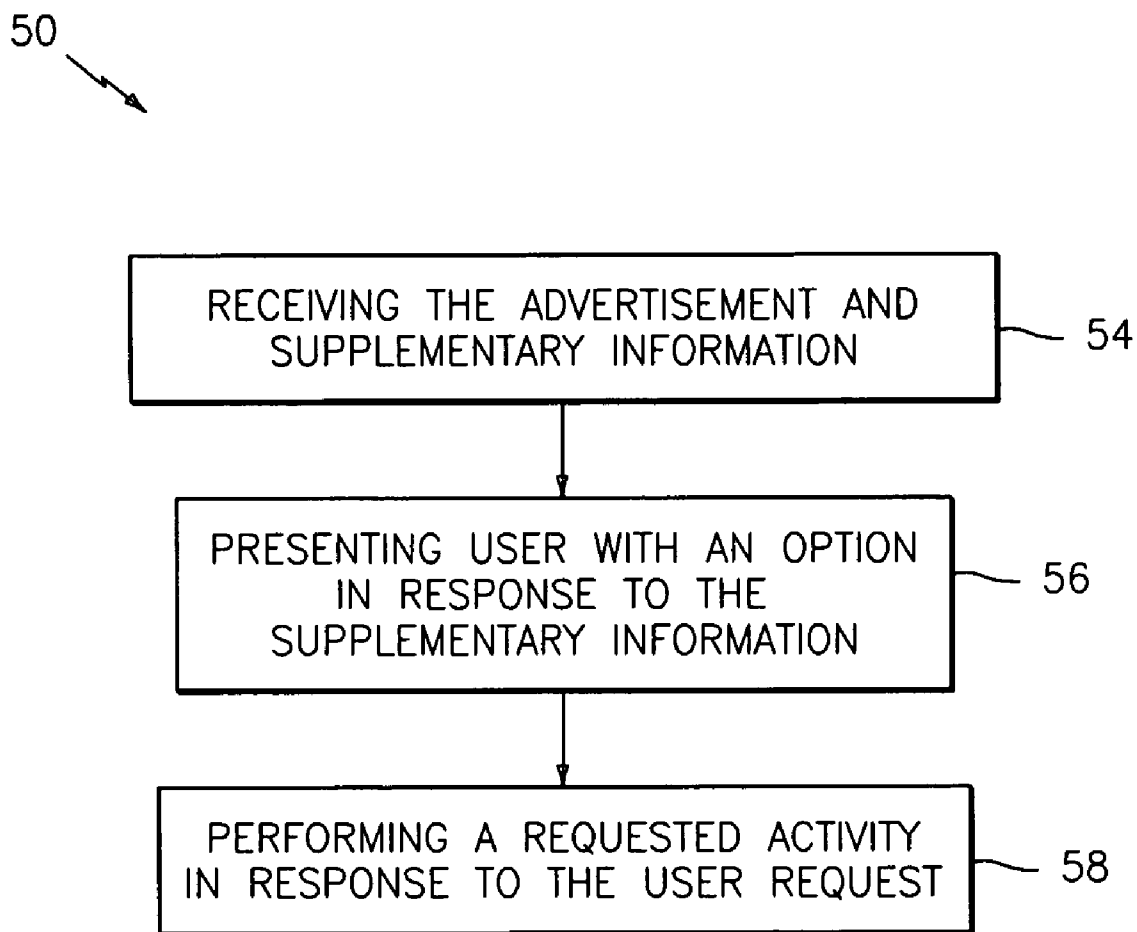 50
RECEIVING THE ADVERTISEMENT AND
SUPPLEMENTARY INFORMATION
54
PRESENTING USER WITH AN OPTION
IN RESPONSE TO THE
SUPPLEMENTARY INFORMATION
56
PERFORMING A REQUESTED ACTIVITY
IN RESPONSE TO THE USER REQUEST
58